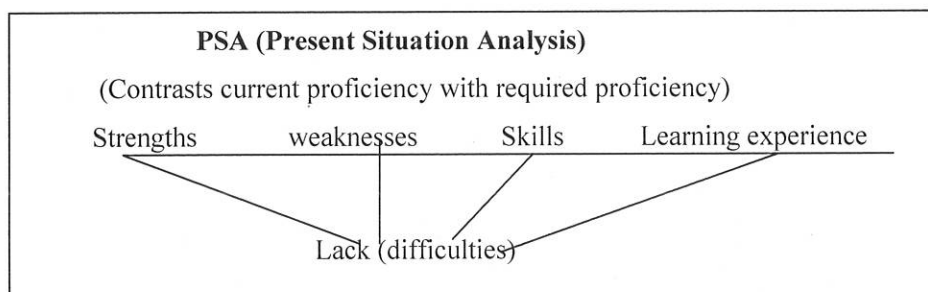 PSA (Present Situation Analysis)
(Contrasts current proficiency with required proficiency)
Strengths weaknesses Skills Learning experience
Lack (difficulties)